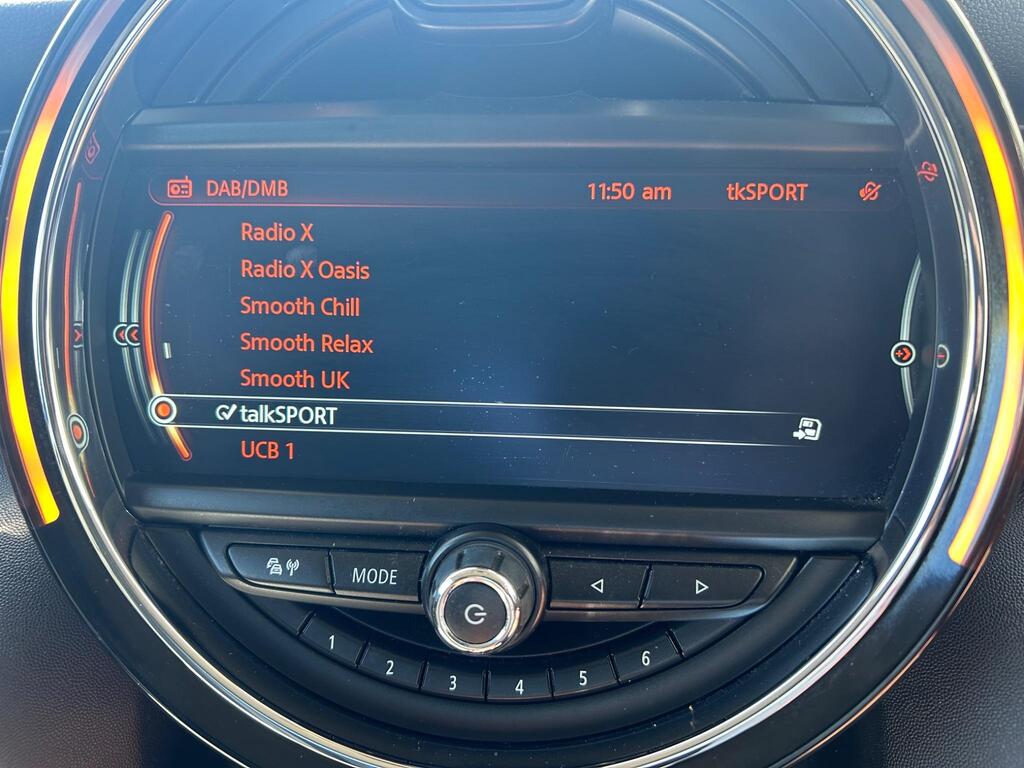 DAB/DMB 11:50 am tkSPORT
Radio X
Radio X Oasis
Smooth Chill
Smooth Relax
Smooth UK
talkSPORT
UCB 1
MODE
1 2 3 4 5 6